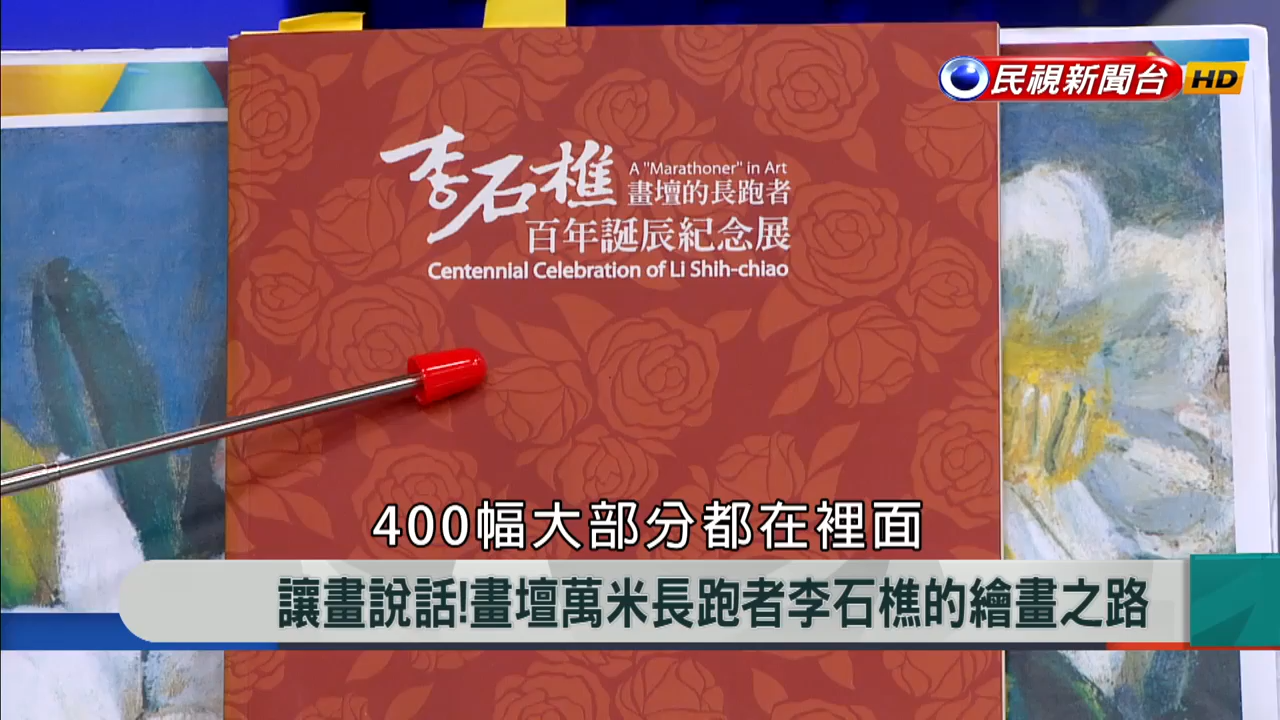 民視新聞台 HD
李石樵
A "Marathoner" in Art
畫壇的長跑者
百年誕辰紀念展
Centennial Celebration of Li Shih-chiao
400幅大部分都在裡面
讓畫說話!畫壇萬米長跑者李石樵的繪畫之路